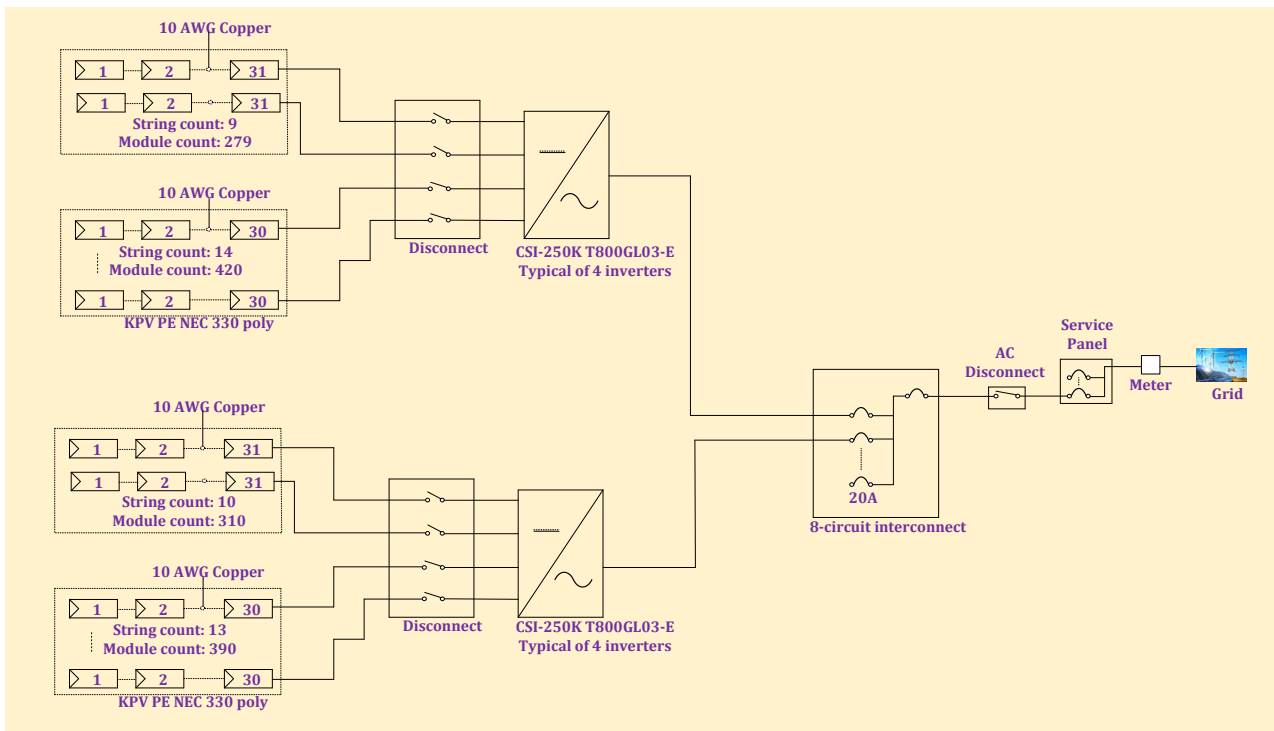 10 AWG Copper
1 2 31
1 2 31
String count: 9
Module count: 279
10 AWG Copper
1 2 30
String count: 14
Module count: 420
1 2 30
KPV PE NEC 330 poly
Disconnect
CSI-250K T800GL03-E
Typical of 4 inverters
10 AWG Copper
1 2 31
1 2 31
String count: 10
Module count: 310
10 AWG Copper
1 2 30
String count: 13
Module count: 390
1 2 30
KPV PE NEC 330 poly
Disconnect
CSI-250K T800GL03-E
Typical of 4 inverters
20A
8-circuit interconnect
AC
Disconnect
Service
Panel
Meter
Grid